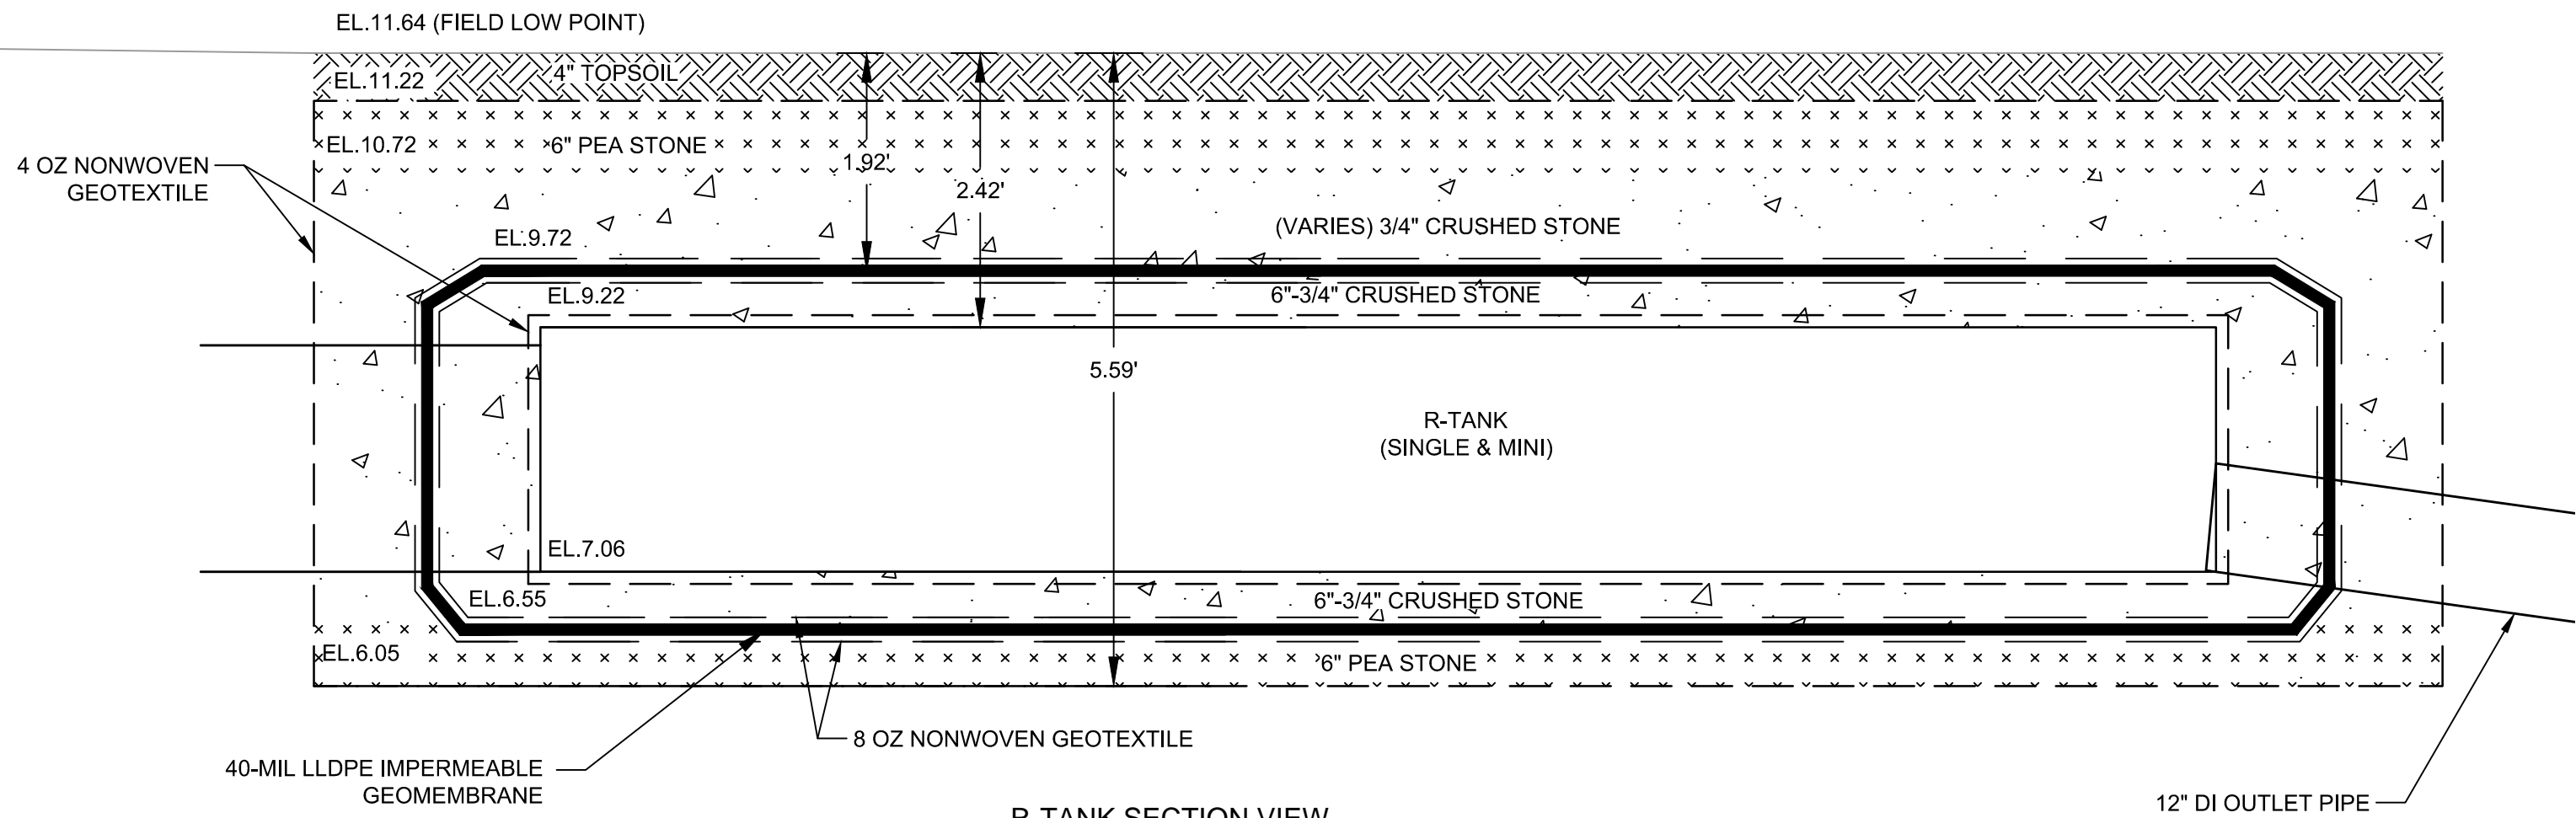 EL.11.64 (FIELD LOW POINT)
EL.11.22
4" TOPSOIL
EL.10.72
6" PEA STONE
4 OZ NONWOVEN
GEOTEXTILE
1.92'
2.42'
(VARIES) 3/4" CRUSHED STONE
EL.9.72
EL.9.22
6"-3/4" CRUSHED STONE
5.59'
R-TANK
(SINGLE & MINI)
EL.7.06
EL.6.55
6"-3/4" CRUSHED STONE
EL.6.05
6" PEA STONE
8 OZ NONWOVEN GEOTEXTILE
40-MIL LLDPE IMPERMEABLE
GEOMEMBRANE
12" DI OUTLET PIPE
R-TANK SECTION VIEW